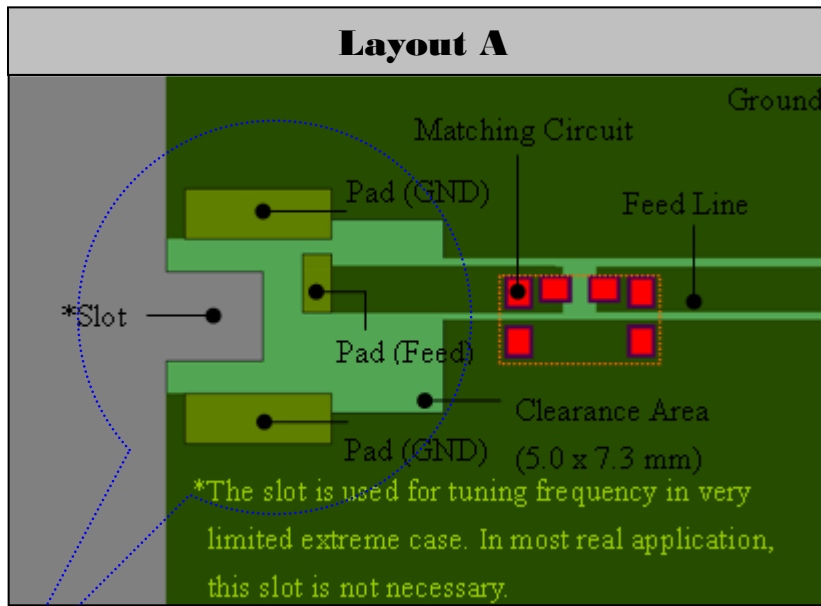 Layout A
Ground
Matching Circuit
Pad (GND)
Feed Line
*Slot
Pad (Feed)
Clearance Area
(5.0 x 7.3 mm)
Pad (GND)
*The slot is used for tuning frequency in very
limited extreme case. In most real application,
this slot is not necessary.